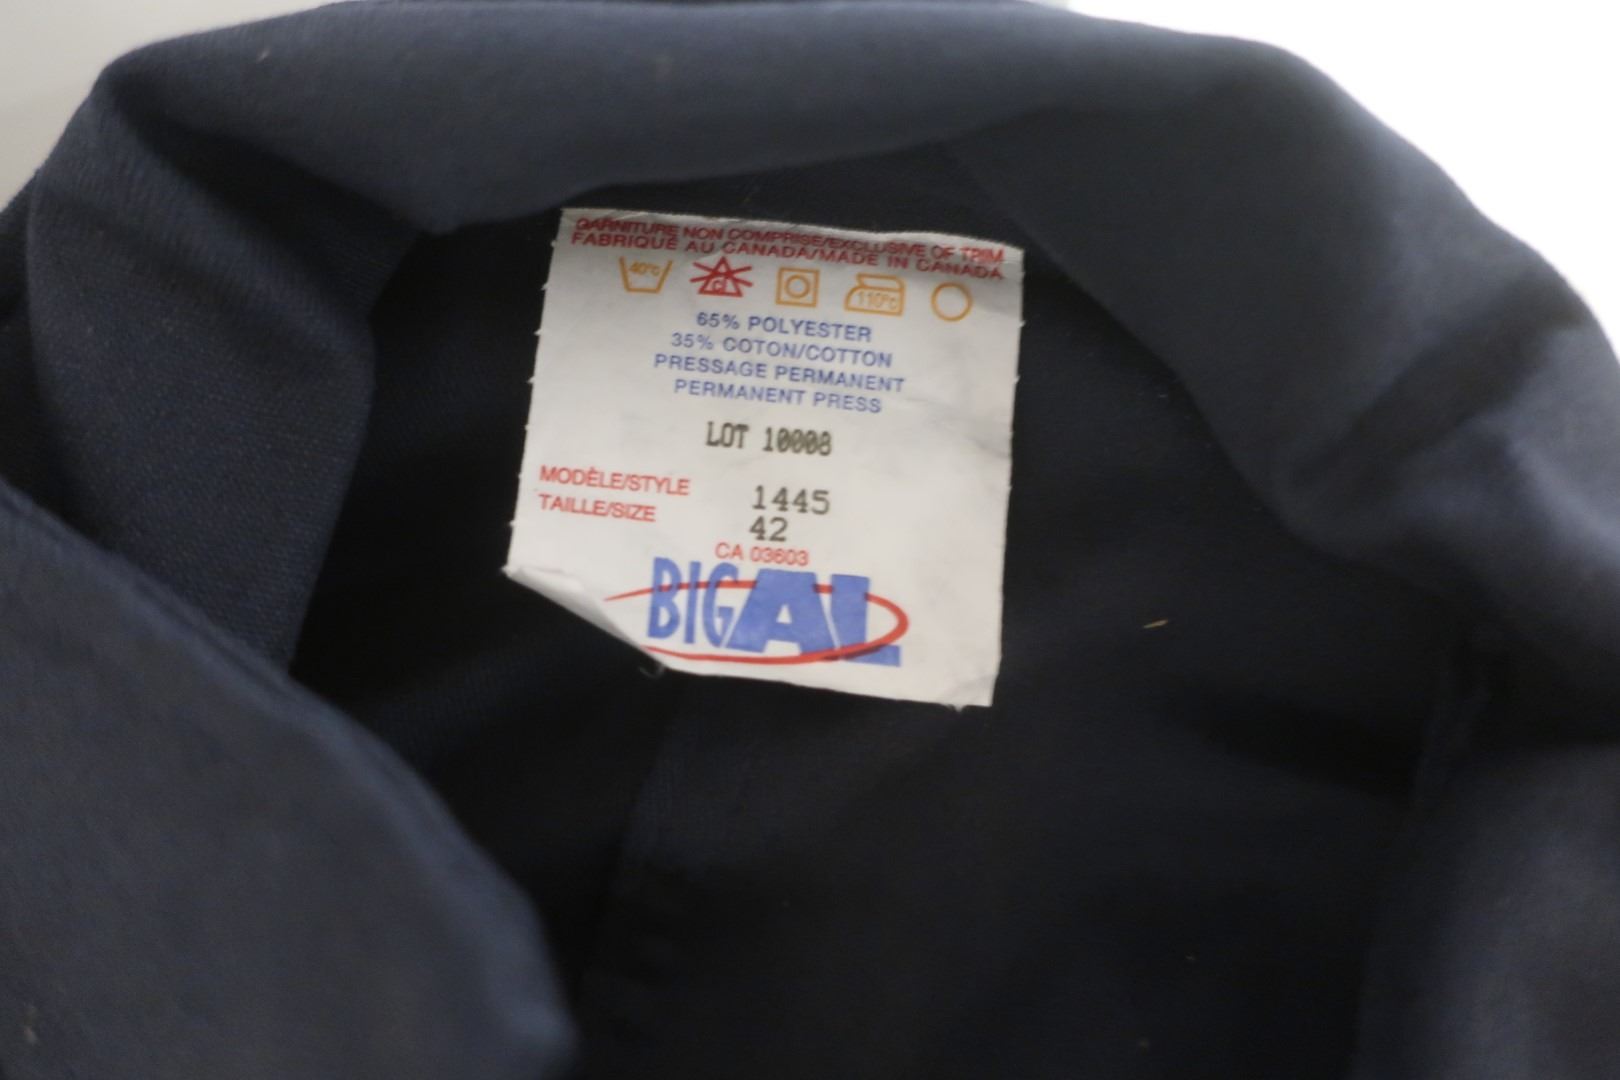 GARNITURE NON COMPRISE/EXCLUSIVE OF TRIM
FABRIQUÉ AU CANADA/MADE IN CANADA
40°C cl 110°C
65% POLYESTER
35% COTON/COTTON
PRESSAGE PERMANENT
PERMANENT PRESS
LOT 10008
MODÈLE/STYLE 1445
TAILLE/SIZE 42
CA 03603
BIG AL